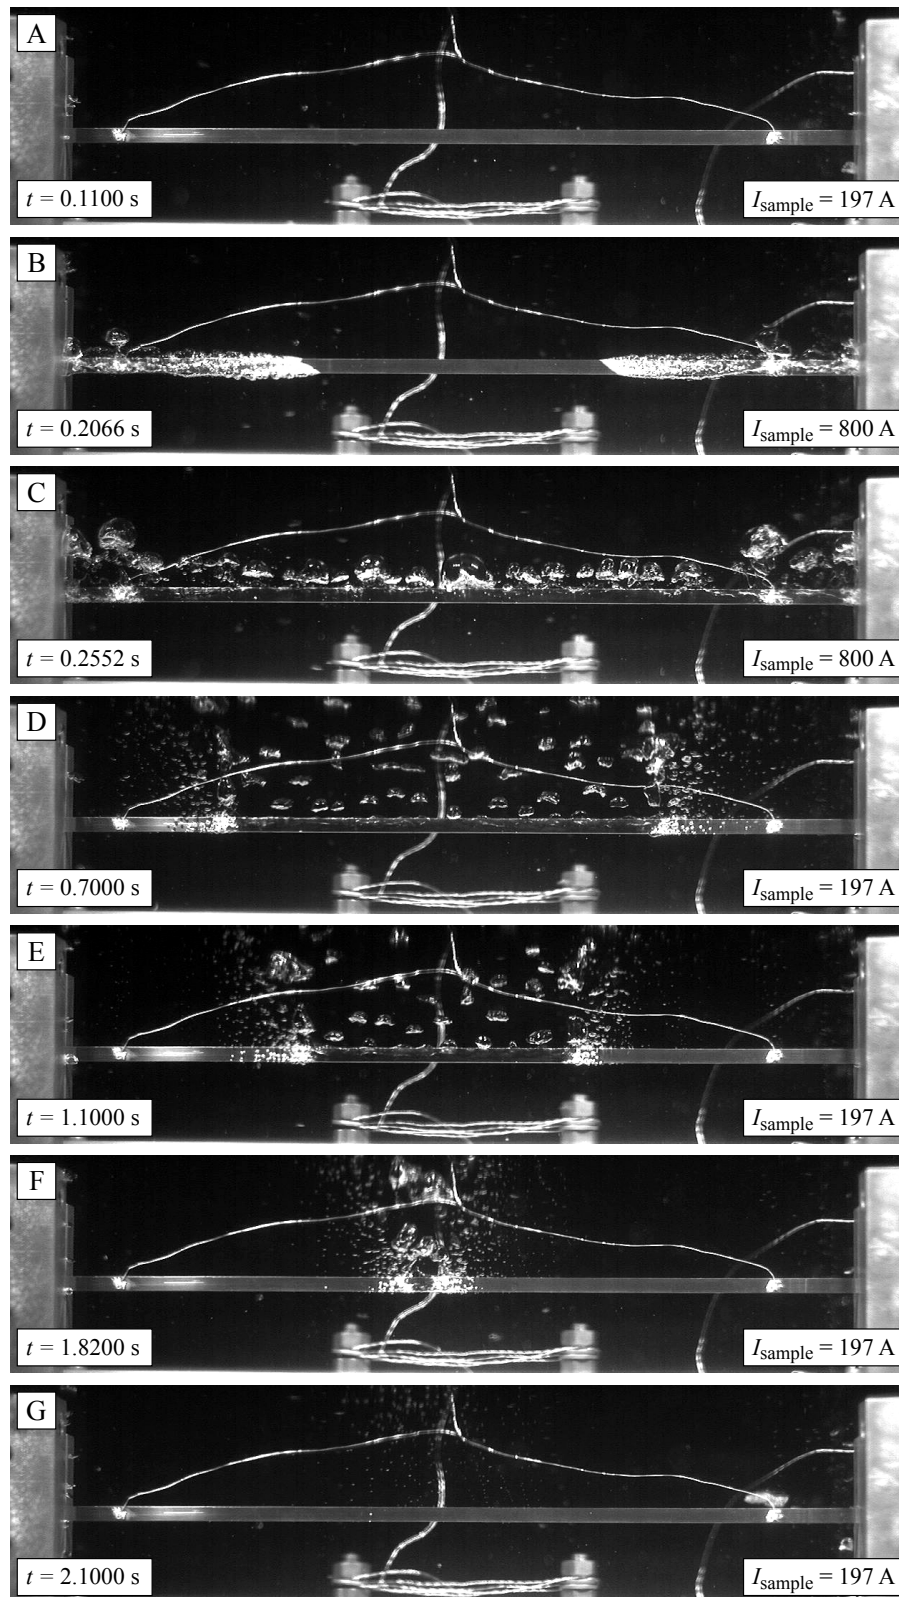 A
t = 0.1100 s
I_sample = 197 A
B
t = 0.2066 s
I_sample = 800 A
C
t = 0.2552 s
I_sample = 800 A
D
t = 0.7000 s
I_sample = 197 A
E
t = 1.1000 s
I_sample = 197 A
F
t = 1.8200 s
I_sample = 197 A
G
t = 2.1000 s
I_sample = 197 A